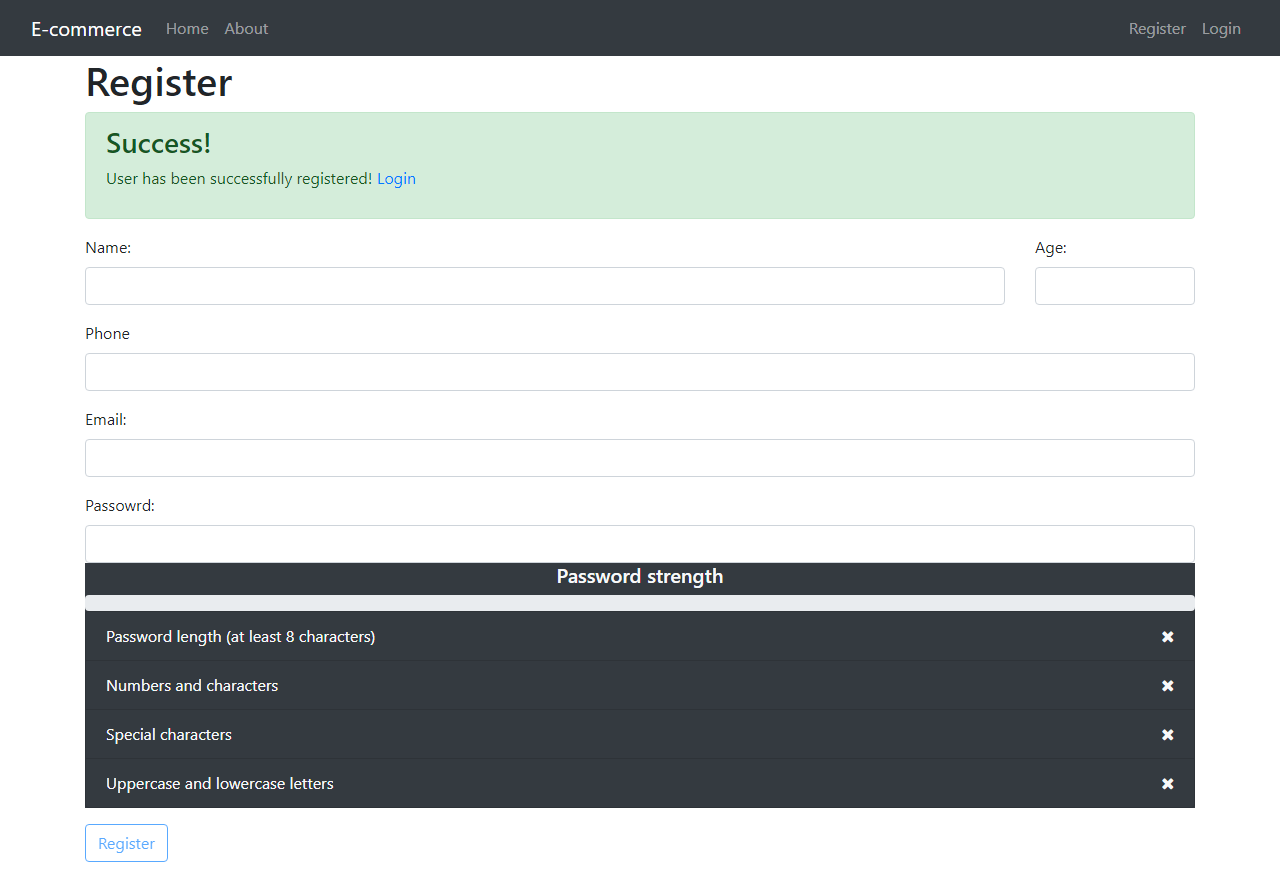 E-commerce Home About Register Login
Register
Success!
User has been successfully registered! Login
Name: Age:
Phone
Email:
Passowrd:
Password strength
Password length (at least 8 characters) ✖
Numbers and characters ✖
Special characters ✖
Uppercase and lowercase letters ✖
Register